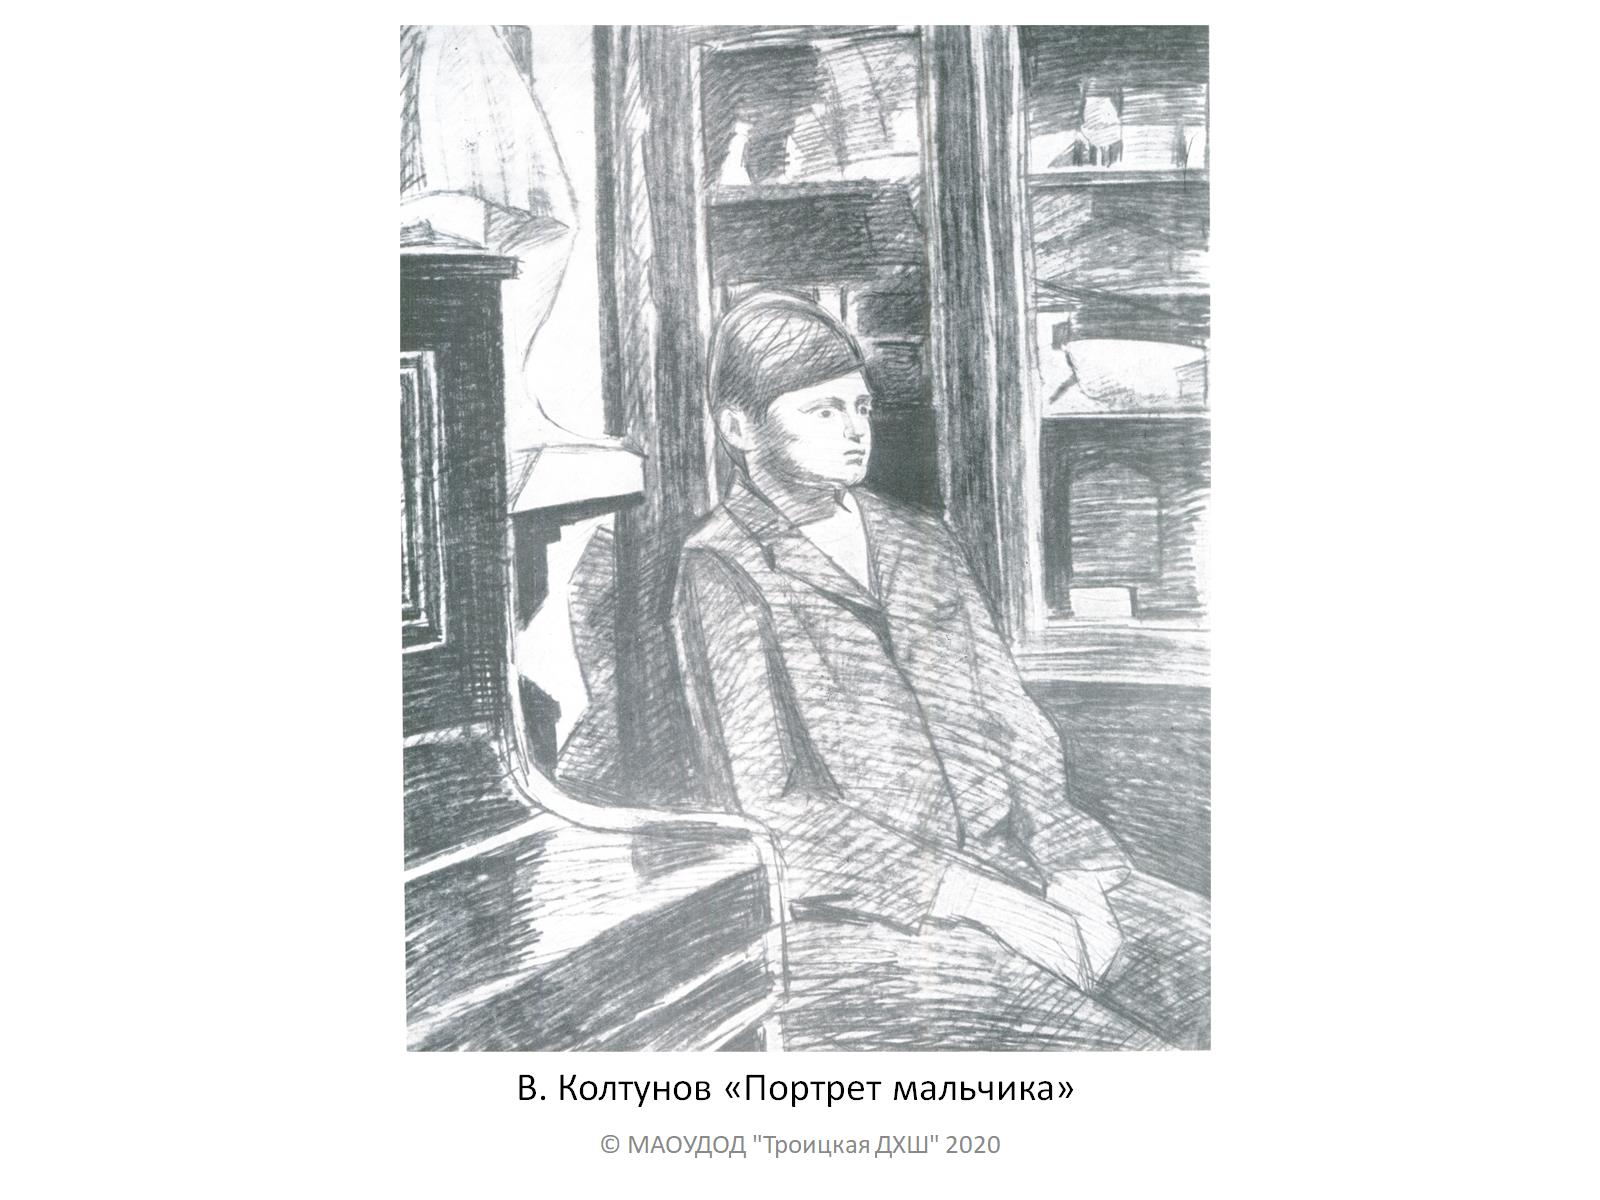 В. Колтунов «Портрет мальчика»
© МАОУДОД "Троицкая ДХШ" 2020